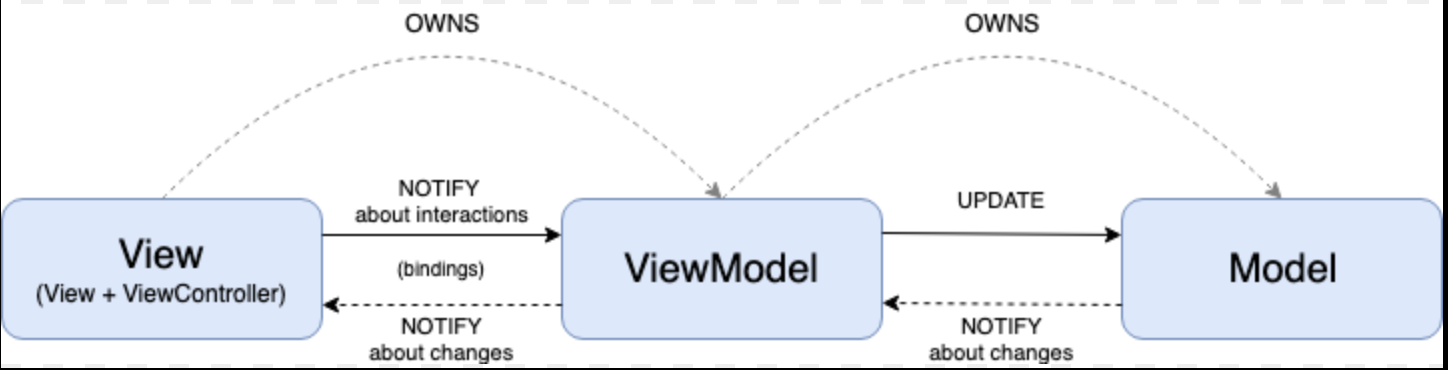 OWNS
OWNS
NOTIFY
about interactions
UPDATE
View
(View + ViewController)
(bindings)
ViewModel
Model
NOTIFY
about changes
NOTIFY
about changes